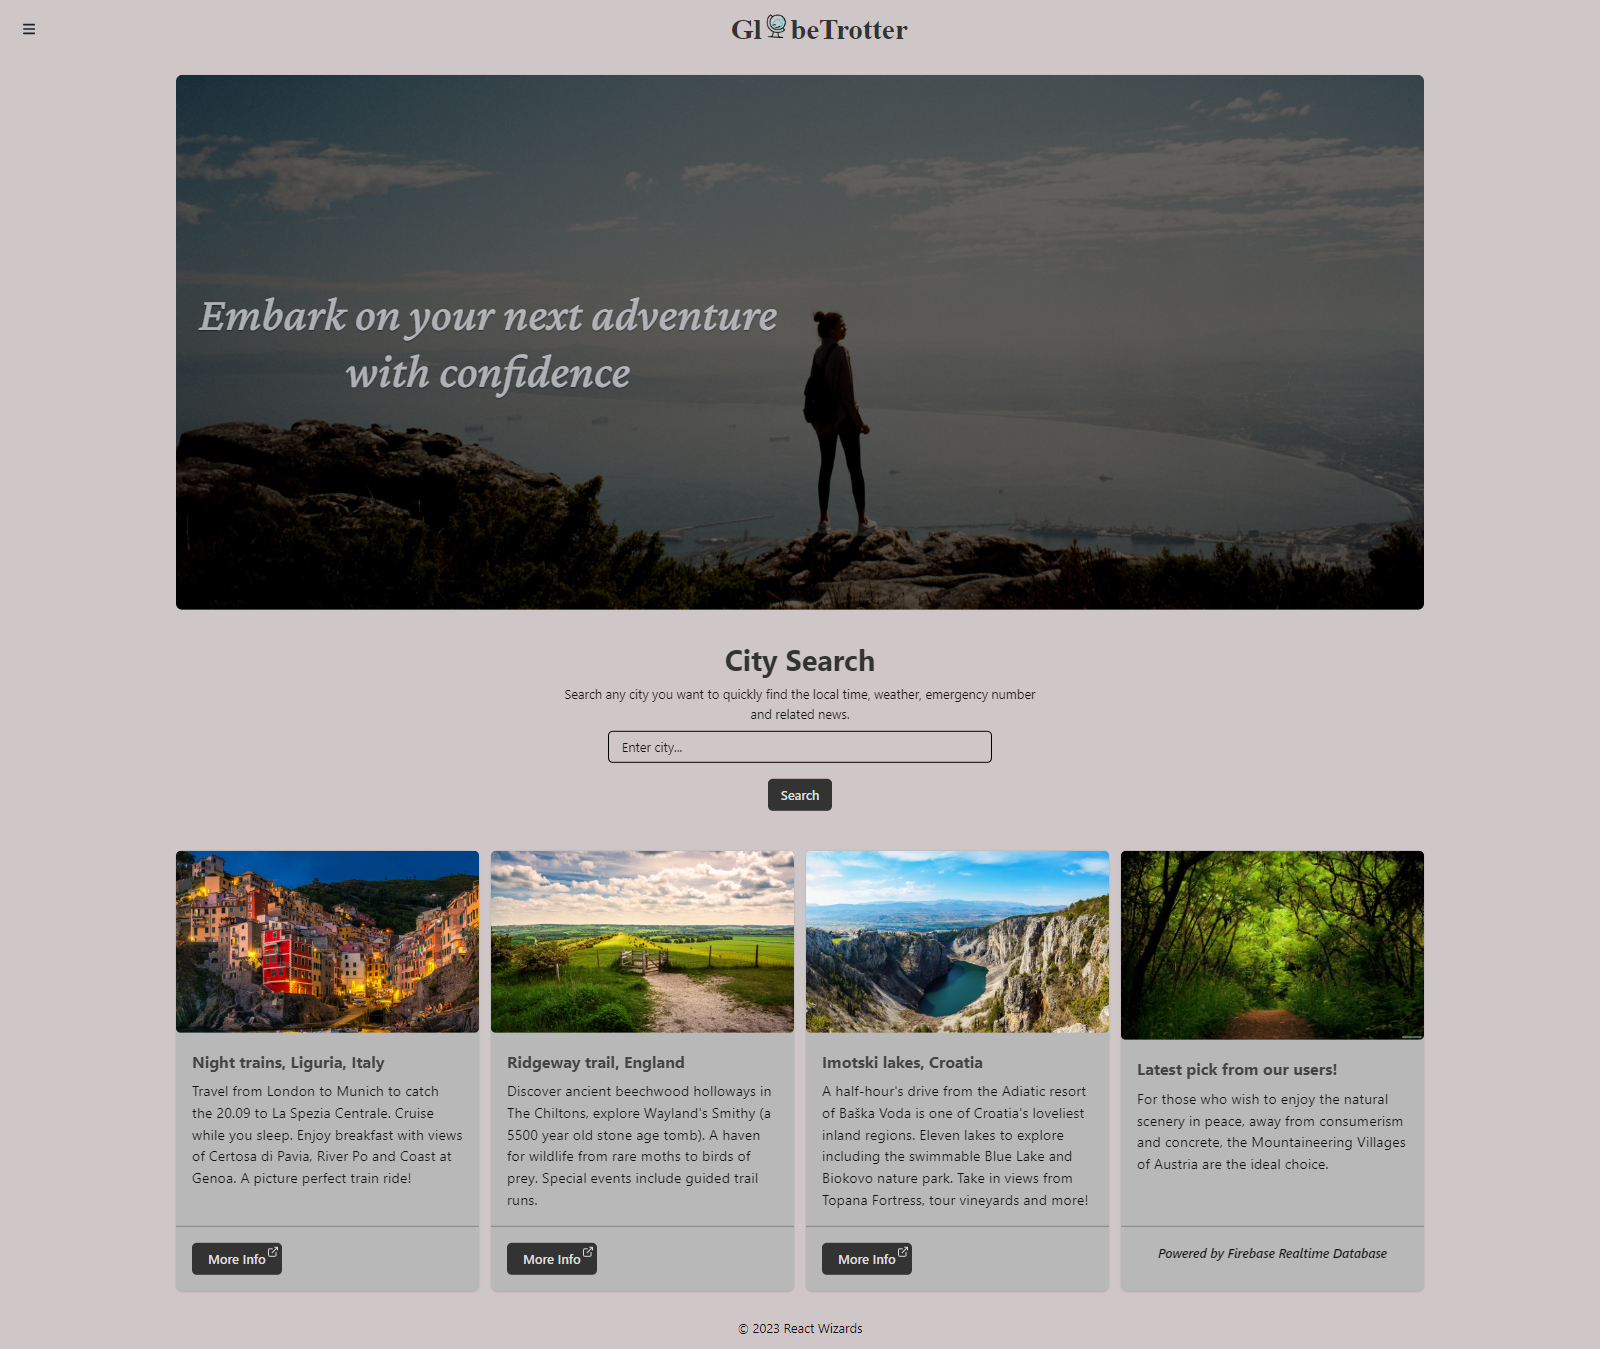 Gl beTrotter
Embark on your next adventure
with confidence
City Search
Search any city you want to quickly find the local time, weather, emergency number
and related news.
Enter city...
Search
Night trains, Liguria, Italy
Travel from London to Munich to catch
the 20.09 to La Spezia Centrale. Cruise
while you sleep. Enjoy breakfast with views
of Certosa di Pavia, River Po and Coast at
Genoa. A picture perfect train ride!
More Info
Ridgeway trail, England
Discover ancient beechwood holloways in
The Chiltons, explore Wayland's Smithy (a
5500 year old stone age tomb). A haven
for wildlife from rare moths to birds of
prey. Special events include guided trail
runs.
More Info
Imotski lakes, Croatia
A half-hour's drive from the Adiatic resort
of Baška Voda is one of Croatia's loveliest
inland regions. Eleven lakes to explore
including the swimmable Blue Lake and
Biokovo nature park. Take in views from
Topana Fortress, tour vineyards and more!
More Info
Latest pick from our users!
For those who wish to enjoy the natural
scenery in peace, away from consumerism
and concrete, the Mountaineering Villages
of Austria are the ideal choice.
Powered by Firebase Realtime Database
© 2023 React Wizards